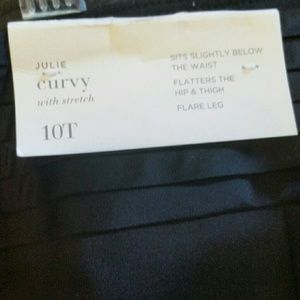 JULIE
curvy
with stretch
10T
SITS SLIGHTLY BELOW
THE WAIST
FLATTERS THE
HIP & THIGH
FLARE LEG